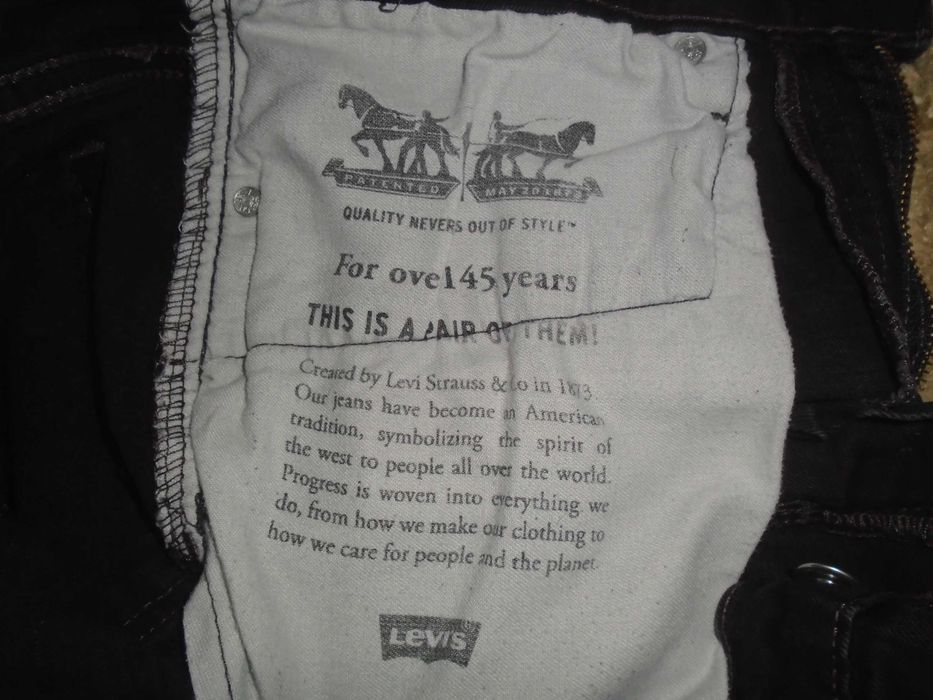 PATENTED MAY 20 1873
QUALITY NEVERS OUT OF STYLE™
For over 145 years
THIS IS A PAIR OF THEM!
Created by Levi Strauss & Co in 1873.
Our jeans have become an American
tradition, symbolizing the spirit of
the west to people all over the world.
Progress is woven into everything we
do, from how we make our clothing to
how we care for people and the planet.
LEVI'S